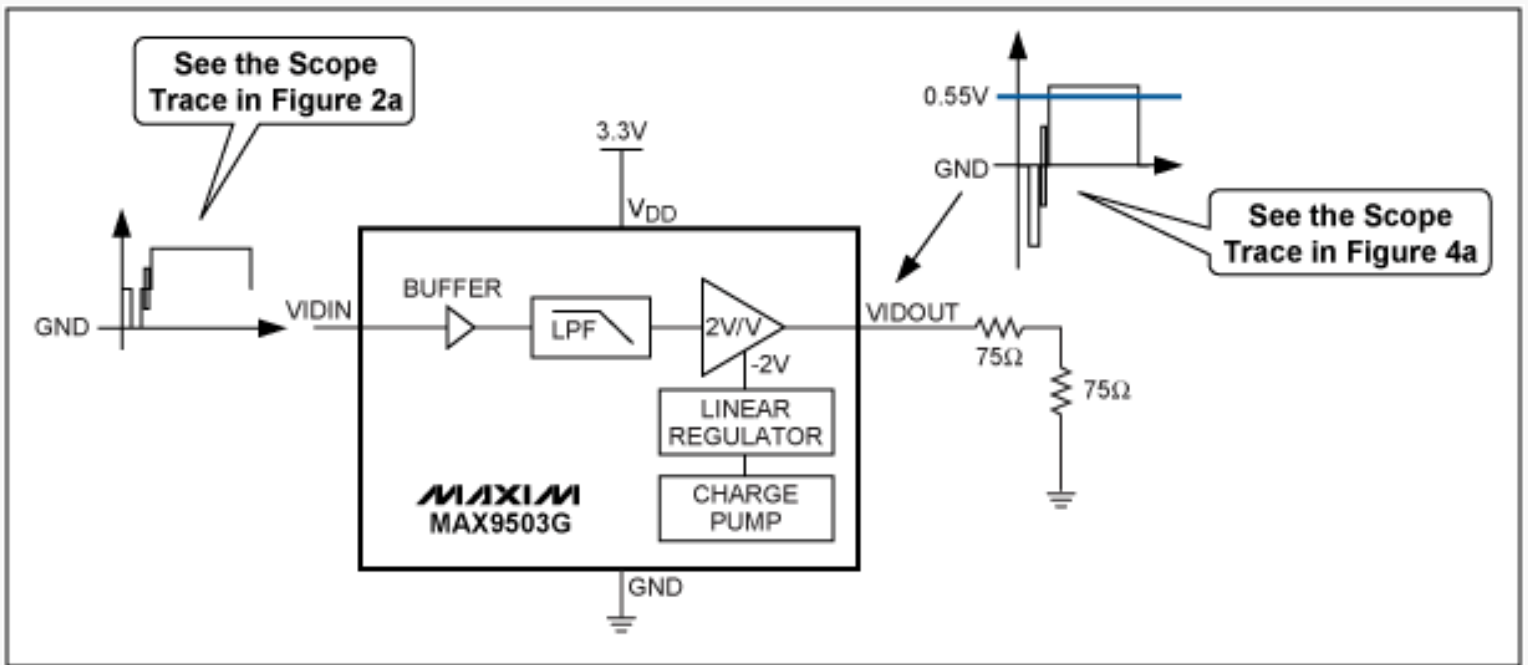 See the Scope
Trace in Figure 2a
0.55V
3.3V
GND
VDD
See the Scope
Trace in Figure 4a
BUFFER
VIDIN
GND
LPF
2V/V
VIDOUT
-2V
75Ω
75Ω
LINEAR
REGULATOR
MAXIM
MAX9503G
CHARGE
PUMP
GND